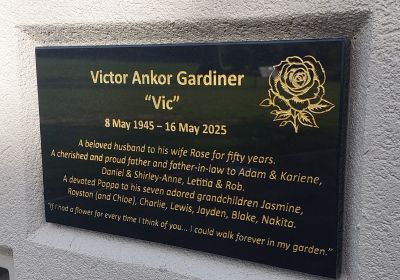 Victor Ankor Gardiner
“Vic”
8 May 1945 – 16 May 2025
A beloved husband to his wife Rose for fifty years.
A cherished and proud father and father-in-law to Adam & Kariene,
Daniel & Shirley-Anne, Letitia & Rob.
A devoted Pappa to his seven adored grandchildren Jasmine,
Royston (and Chloe), Charlie, Lewis, Jayden, Blake, Nakita.
“If I had a flower for every time I think of you... I could walk forever in my garden.”